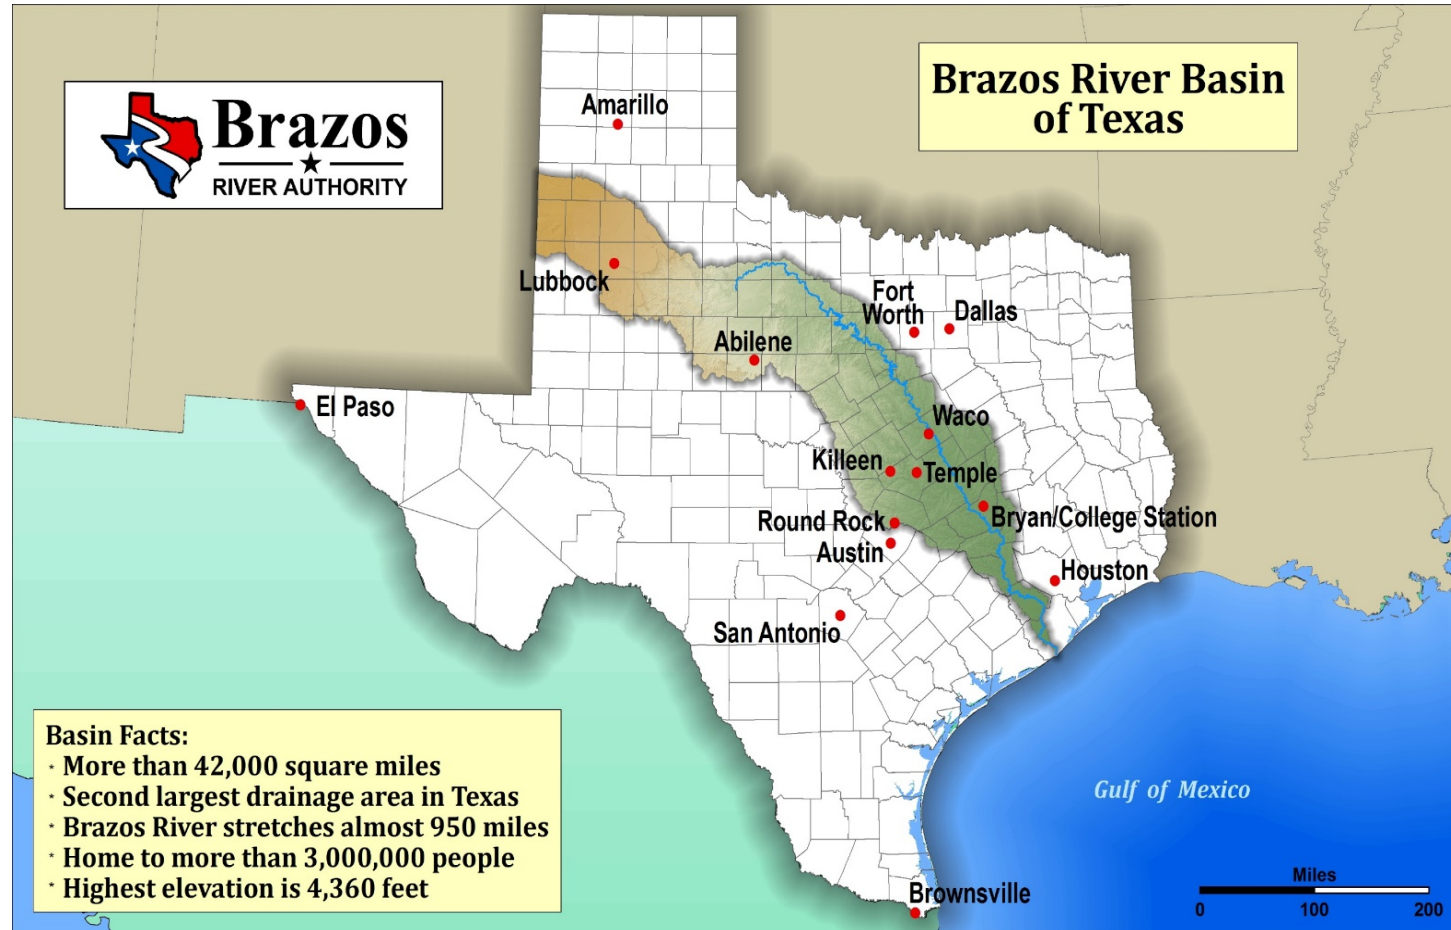 Brazos
RIVER AUTHORITY
Brazos River Basin
of Texas
Amarillo
Lubbock
Fort
Worth
Dallas
Abilene
El Paso
Waco
Killeen
Temple
Bryan/College Station
Round Rock
Austin
Houston
San Antonio
Basin Facts:
* More than 42,000 square miles
* Second largest drainage area in Texas
* Brazos River stretches almost 950 miles
* Home to more than 3,000,000 people
* Highest elevation is 4,360 feet
Gulf of Mexico
Brownsville
Miles
0 100 200